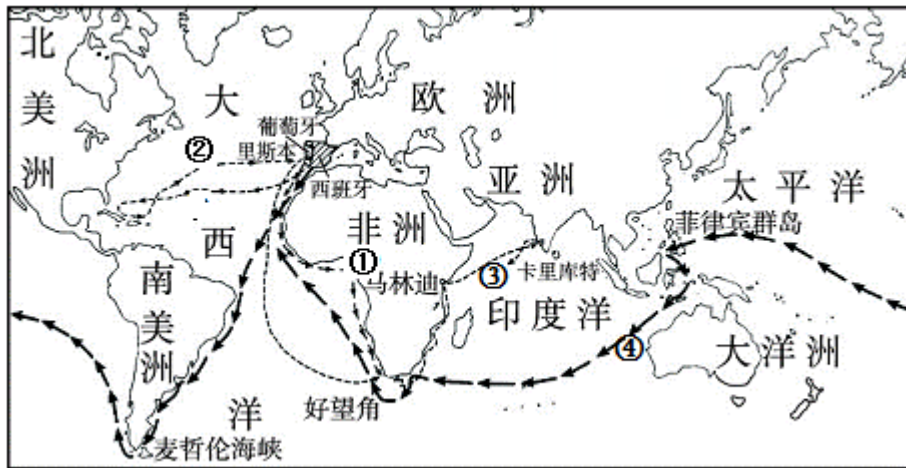 北美洲
大西洋
欧洲
葡萄牙
②
里斯本
西班牙
亚洲
太平洋
菲律宾群岛
非洲
①
③
卡里库特
马林迪
南美洲
印度洋
④
大洋洲
好望角
麦哲伦海峡